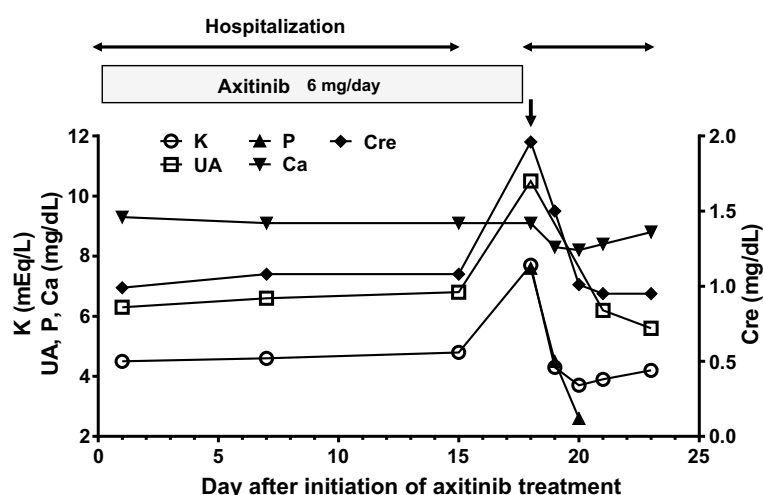 Hospitalization
Axitinib 6 mg/day
K P Cre
UA Ca
12
10
8
6
4
2
K (mEq/L)
UA, P, Ca (mg/dL)
2.0
1.5
1.0
0.5
0.0
Cre (mg/dL)
0 5 10 15 20 25
Day after initiation of axitinib treatment